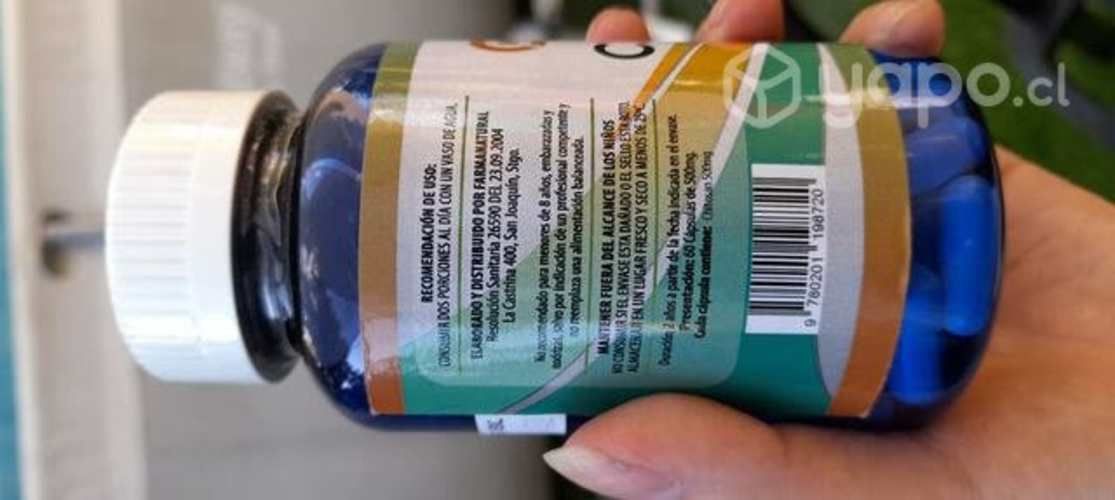 yapo.cl
RECOMENDACIÓN DE USO:
CONSUMIR DOS PORCIONES AL DÍA CON UN VASO DE AGUA.
ELABORADO Y DISTRIBUIDO POR FARMANATURAL
Resolución Sanitaria 26590 DEL 23.09.2004
La Castrina 400, San Joaquín, Stgo.
No recomendado para menores de 8 años, embarazadas y
nodrizas, salvo por indicación de un profesional competente y
no reemplaza una alimentación balanceada.
MANTENER FUERA DEL ALCANCE DE LOS NIÑOS
NO CONSUMIR SI EL ENVASE ESTA DAÑADO O EL SELLO ESTA ROTO.
ALMACENAR EN UN LUGAR FRESCO Y SECO A MENOS DE 25°C.
Duración: 2 años a partir de la fecha indicada en el envase.
Presentación: 60 Cápsulas de 500mg.
Cada cápsula contiene: Chitosan 500mg
9 780201 198720